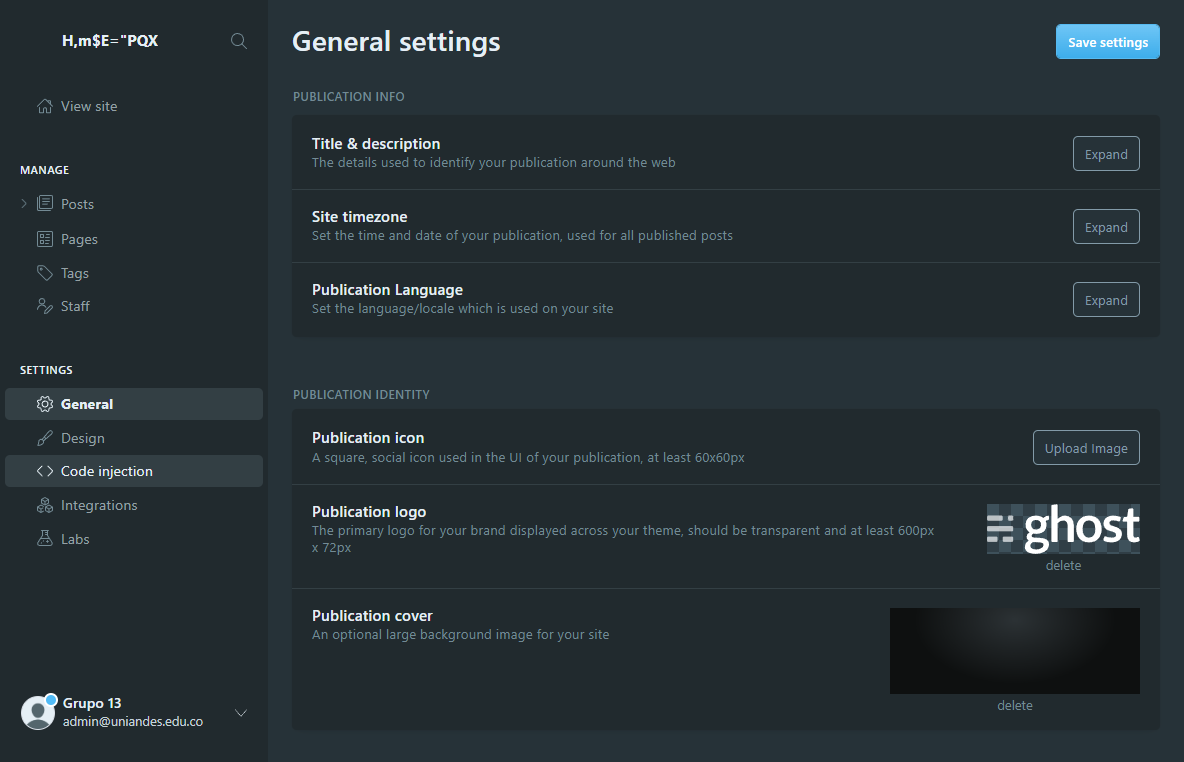 H,m$E="PQX
View site
MANAGE
Posts
Pages
Tags
Staff
SETTINGS
General
Design
Code injection
Integrations
Labs
Grupo 13
admin@uniandes.edu.co
General settings
Save settings
PUBLICATION INFO
Title & description
The details used to identify your publication around the web
Expand
Site timezone
Set the time and date of your publication, used for all published posts
Expand
Publication Language
Set the language/locale which is used on your site
Expand
PUBLICATION IDENTITY
Publication icon
A square, social icon used in the UI of your publication, at least 60x60px
Upload Image
Publication logo
The primary logo for your brand displayed across your theme, should be transparent and at least 600px
x 72px
ghost
delete
Publication cover
An optional large background image for your site
delete